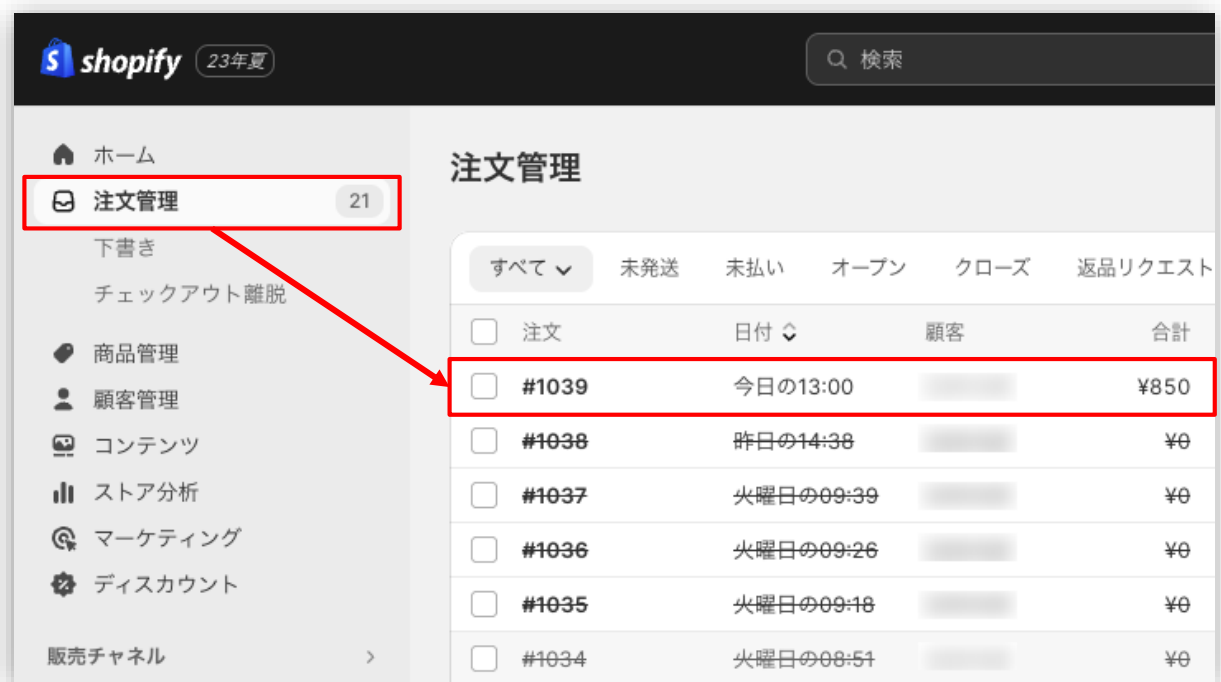 shopify 23年夏
検索
ホーム
注文管理 21
下書き
チェックアウト離脱
商品管理
顧客管理
コンテンツ
ストア分析
マーケティング
ディスカウント
販売チャネル
注文管理
すべて 未発送 未払い オープン クローズ 返品リクエスト
注文 日付 顧客 合計
#1039 今日の13:00 ¥850
#1038 昨日の14:38 ¥0
#1037 火曜日の09:39 ¥0
#1036 火曜日の09:26 ¥0
#1035 火曜日の09:18 ¥0
#1034 火曜日の08:51 ¥0